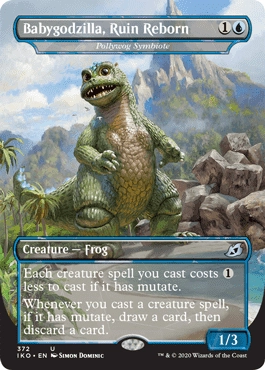 Babygodzilla, Ruin Reborn 1
Pollywog Symbiote
Creature — Frog
Each creature spell you cast costs 1
less to cast if it has mutate.
Whenever you cast a creature spell,
if it has mutate, draw a card, then
discard a card.
1/3
372 U
IKO • EN SIMON DOMINIC
™ & © 2020 Wizards of the Coast